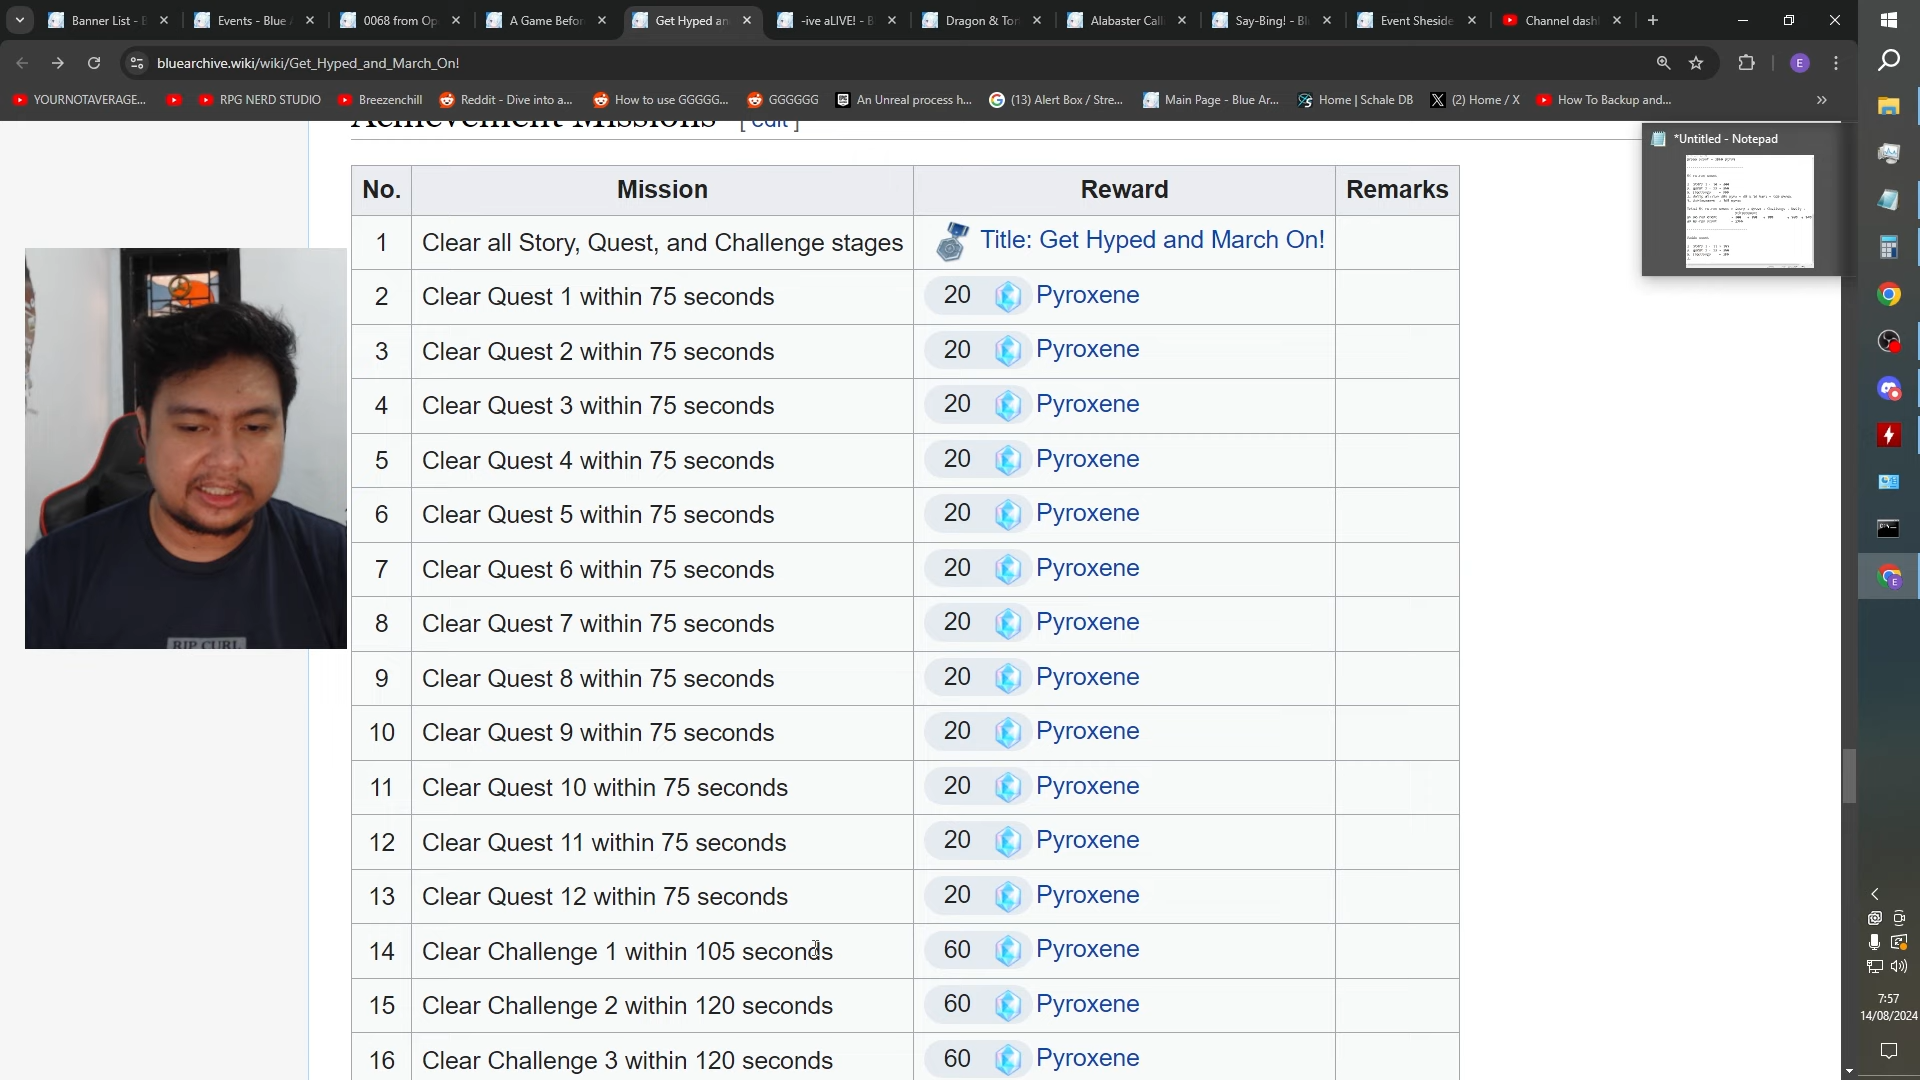 Banner List - B
Events - Blue A
0068 from Op
A Game Befor
Get Hyped an
-ive aLIVE! - B
Dragon & Tor
Alabaster Call
Say-Bing! - Bl
Event Sheside
Channel dash
bluearchive.wiki/wiki/Get_Hyped_and_March_On!
E
YOURNOTAVERAGE...
RPG NERD STUDIO
Breezenchill
Reddit - Dive into a...
How to use GGGGG...
GGGGGG
An Unreal process h...
(13) Alert Box / Stre...
Main Page - Blue Ar...
Home | Schale DB
(2) Home / X
How To Backup and...
»
Achievement Missions [ edit ]
*Untitled - Notepad
No. Mission Reward Remarks
1 Clear all Story, Quest, and Challenge stages Title: Get Hyped and March On!
2 Clear Quest 1 within 75 seconds 20 Pyroxene
3 Clear Quest 2 within 75 seconds 20 Pyroxene
4 Clear Quest 3 within 75 seconds 20 Pyroxene
5 Clear Quest 4 within 75 seconds 20 Pyroxene
6 Clear Quest 5 within 75 seconds 20 Pyroxene
7 Clear Quest 6 within 75 seconds 20 Pyroxene
8 Clear Quest 7 within 75 seconds 20 Pyroxene
9 Clear Quest 8 within 75 seconds 20 Pyroxene
10 Clear Quest 9 within 75 seconds 20 Pyroxene
11 Clear Quest 10 within 75 seconds 20 Pyroxene
12 Clear Quest 11 within 75 seconds 20 Pyroxene
13 Clear Quest 12 within 75 seconds 20 Pyroxene
14 Clear Challenge 1 within 105 seconds 60 Pyroxene
15 Clear Challenge 2 within 120 seconds 60 Pyroxene
16 Clear Challenge 3 within 120 seconds 60 Pyroxene
RIP CURL
7:57
14/08/2024